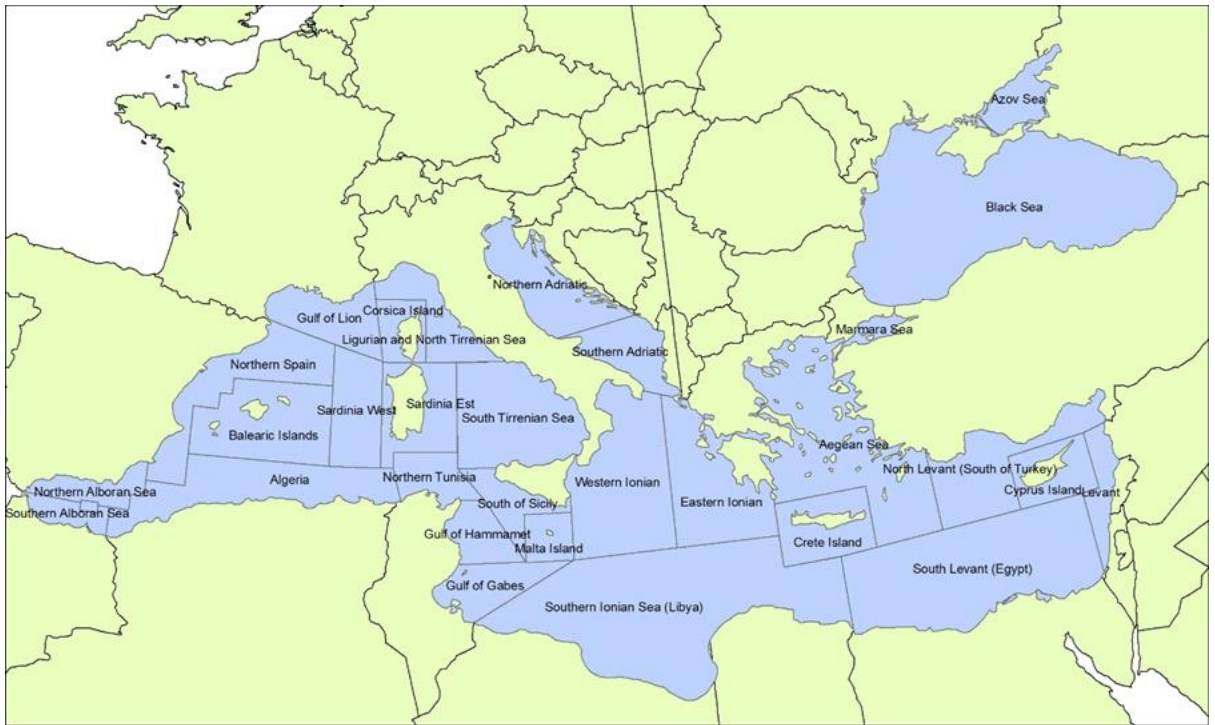 Azov Sea
Black Sea
Northern Adriatic
Corsica Island
Gulf of Lion
Marmara Sea
Ligurian and North Tirrenian Sea
Southern Adriatic
Northern Spain
Sardinia West
Sardinia Est
South Tirrenian Sea
Balearic Islands
Aegean Sea
Algeria
Northern Tunisia
Western Ionian
North Levant (South of Turkey)
Northern Alboran Sea
Cyprus Island
Levant
Eastern Ionian
South of Sicily
Southern Alboran Sea
Gulf of Hammamet
Malta Island
Crete Island
South Levant (Egypt)
Gulf of Gabes
Southern Ionian Sea (Libya)